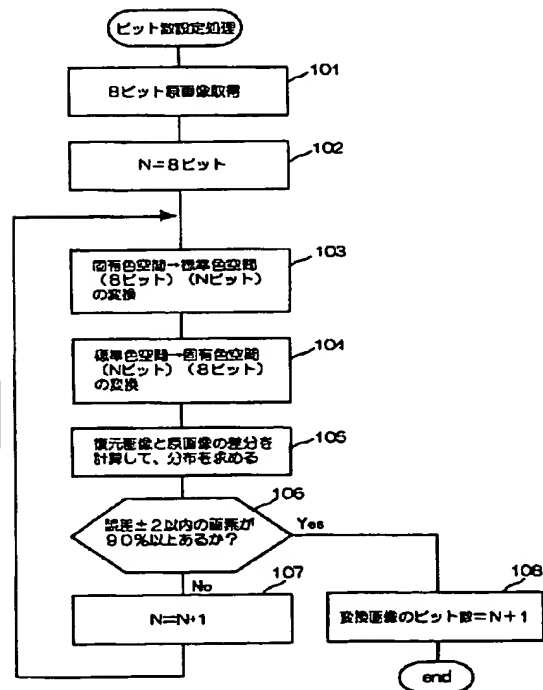 ビット数設定処理
101
8ビット原画像取得
102
N=8ビット
103
固有色空間→標準色空間
(8ビット) (Nビット)
の変換
104
標準色空間→固有色空間
(Nビット) (8ビット)
の変換
105
復元画像と原画像の差分を
計算して、分布を求める
106
誤差±2以内の画素が
90%以上あるか?
Yes
No
107
N=N+1
108
変換画像のビット数=N+1
end